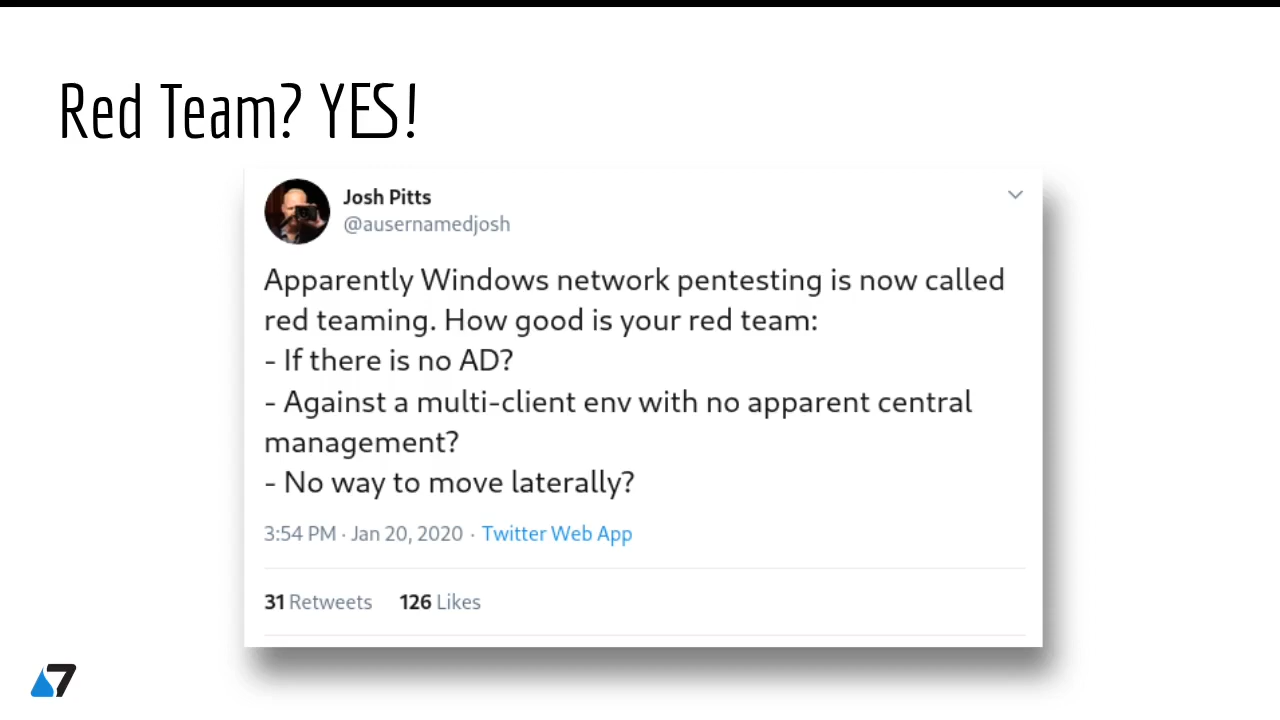 Red Team? YES!
Josh Pitts
@ausernamedjosh
Apparently Windows network pentesting is now called
red teaming. How good is your red team:
- If there is no AD?
- Against a multi-client env with no apparent central
management?
- No way to move laterally?
3:54 PM · Jan 20, 2020 · Twitter Web App
31 Retweets 126 Likes
7